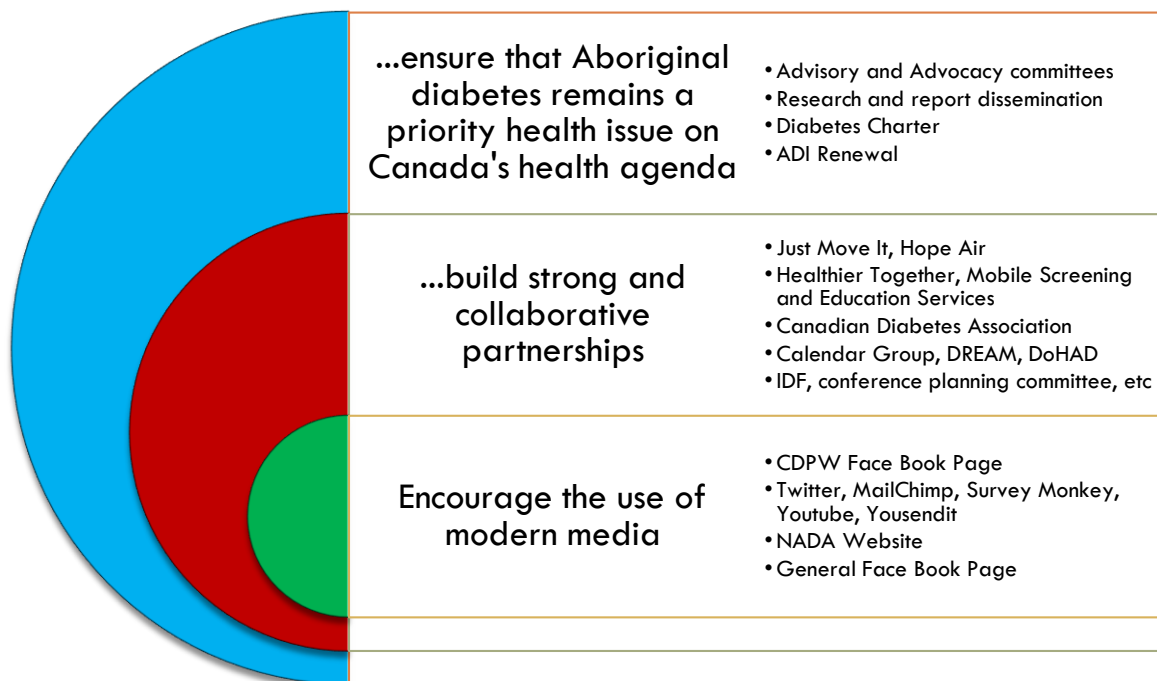 ...ensure that Aboriginal
diabetes remains a
priority health issue on
Canada's health agenda
• Advisory and Advocacy committees
• Research and report dissemination
• Diabetes Charter
• ADI Renewal
...build strong and
collaborative
partnerships
• Just Move It, Hope Air
• Healthier Together, Mobile Screening
and Education Services
• Canadian Diabetes Association
• Calendar Group, DREAM, DoHAD
• IDF, conference planning committee, etc
Encourage the use of
modern media
• CDPW Face Book Page
• Twitter, MailChimp, Survey Monkey,
Youtube, Yousendit
• NADA Website
• General Face Book Page